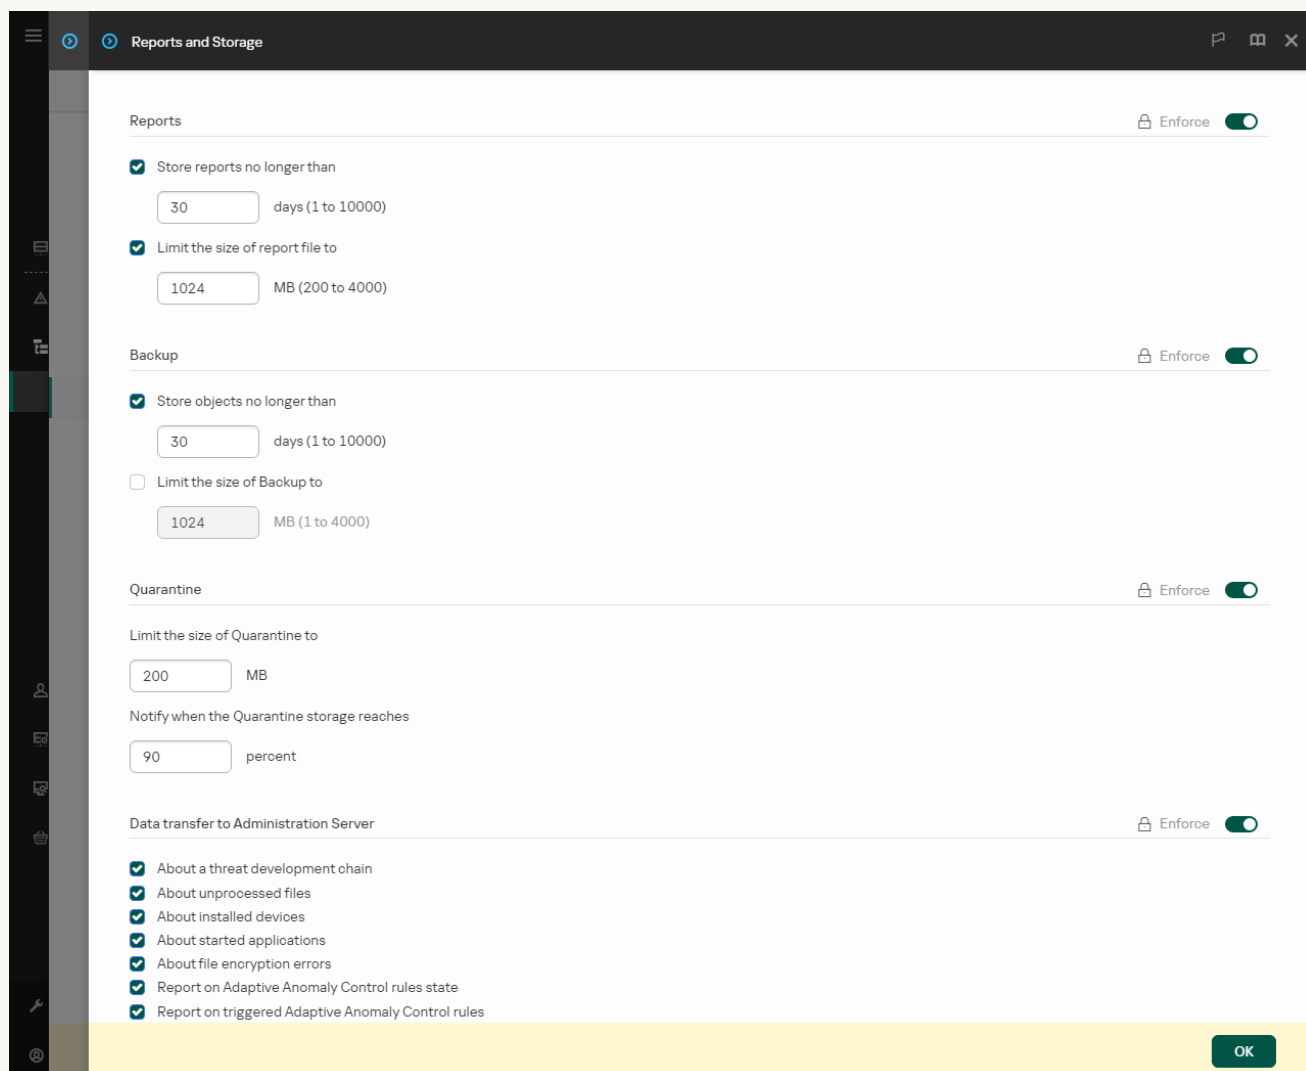 Reports and Storage
Reports
Enforce
Store reports no longer than
30 days (1 to 10000)
Limit the size of report file to
1024 MB (200 to 4000)
Backup
Enforce
Store objects no longer than
30 days (1 to 10000)
Limit the size of Backup to
1024 MB (1 to 4000)
Quarantine
Enforce
Limit the size of Quarantine to
200 MB
Notify when the Quarantine storage reaches
90 percent
Data transfer to Administration Server
Enforce
About a threat development chain
About unprocessed files
About installed devices
About started applications
About file encryption errors
Report on Adaptive Anomaly Control rules state
Report on triggered Adaptive Anomaly Control rules
OK